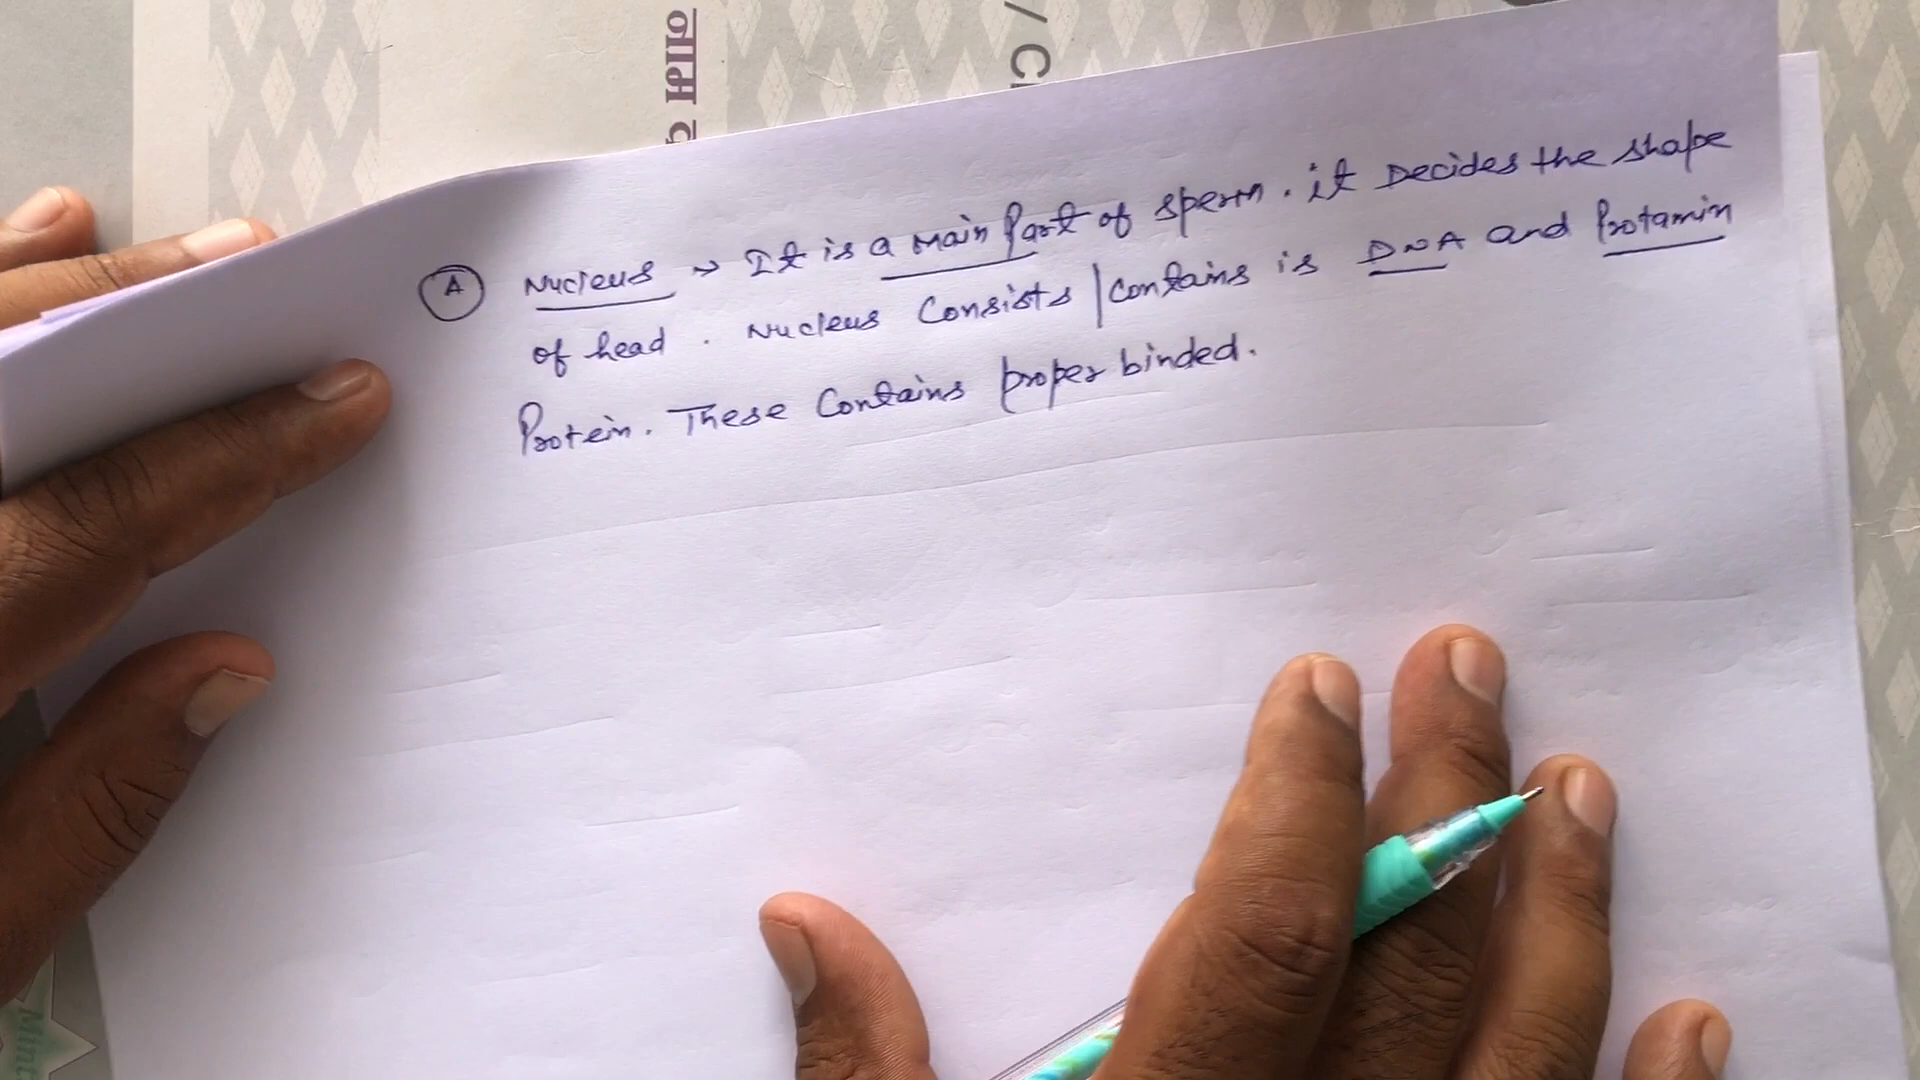 भाग द
/ C
Ⓐ Nucleus → It is a main Part of sperm. it Decides the shape
of head. Nucleus Consists / Contains is DNA and Protamin
Protein. These Contains proper binded.
Mint